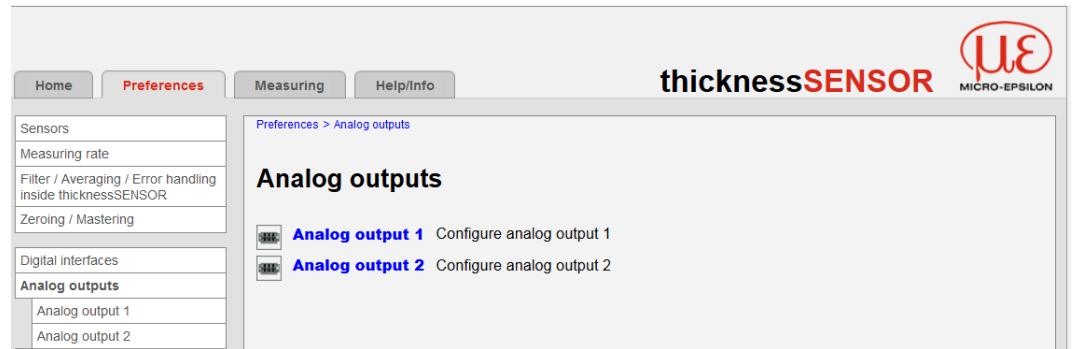 Home
Preferences
Measuring
Help/Info
thicknessSENSOR
µε
MICRO-EPSILON
Sensors
Measuring rate
Filter / Averaging / Error handling
inside thicknessSENSOR
Zeroing / Mastering
Digital interfaces
Analog outputs
Analog output 1
Analog output 2
Preferences > Analog outputs
Analog outputs
Analog output 1 Configure analog output 1
Analog output 2 Configure analog output 2